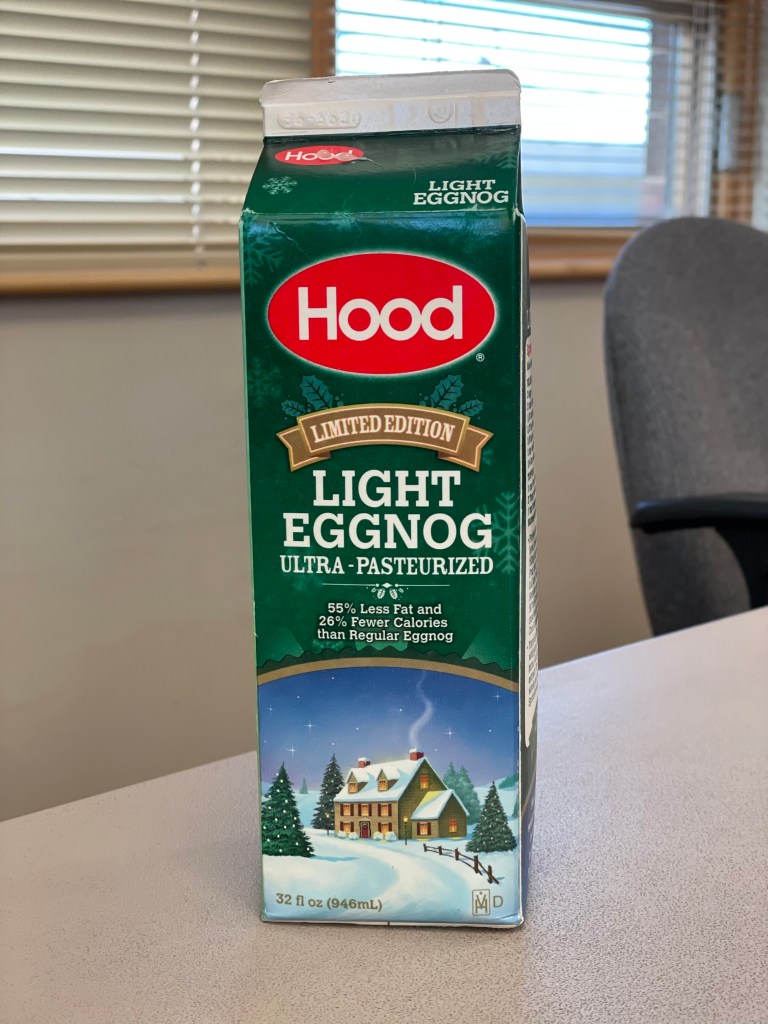 Hood
LIGHT
EGGNOG
Hood
®
LIMITED EDITION
LIGHT
EGGNOG
ULTRA-PASTEURIZED
55% Less Fat and
26% Fewer Calories
than Regular Eggnog
32 fl oz (946mL)
D